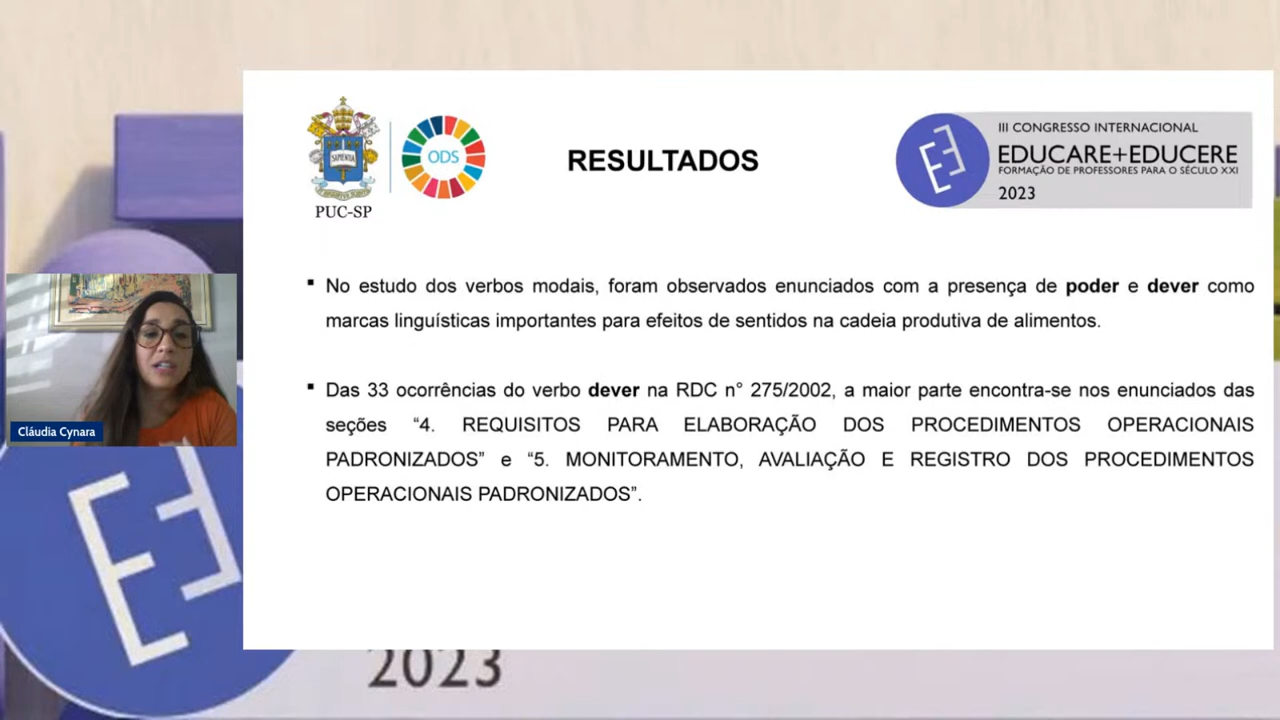 SAPIENTIA
PUC-SP
ODS
RESULTADOS
III CONGRESSO INTERNACIONAL
EDUCARE+EDUCERE
FORMAÇÃO DE PROFESSORES PARA O SÉCULO XXI
2023
▪ No estudo dos verbos modais, foram observados enunciados com a presença de poder e dever como
marcas linguísticas importantes para efeitos de sentidos na cadeia produtiva de alimentos.
▪ Das 33 ocorrências do verbo dever na RDC n° 275/2002, a maior parte encontra-se nos enunciados das
seções “4. REQUISITOS PARA ELABORAÇÃO DOS PROCEDIMENTOS OPERACIONAIS
PADRONIZADOS” e “5. MONITORAMENTO, AVALIAÇÃO E REGISTRO DOS PROCEDIMENTOS
OPERACIONAIS PADRONIZADOS”.
Cláudia Cynara
2023